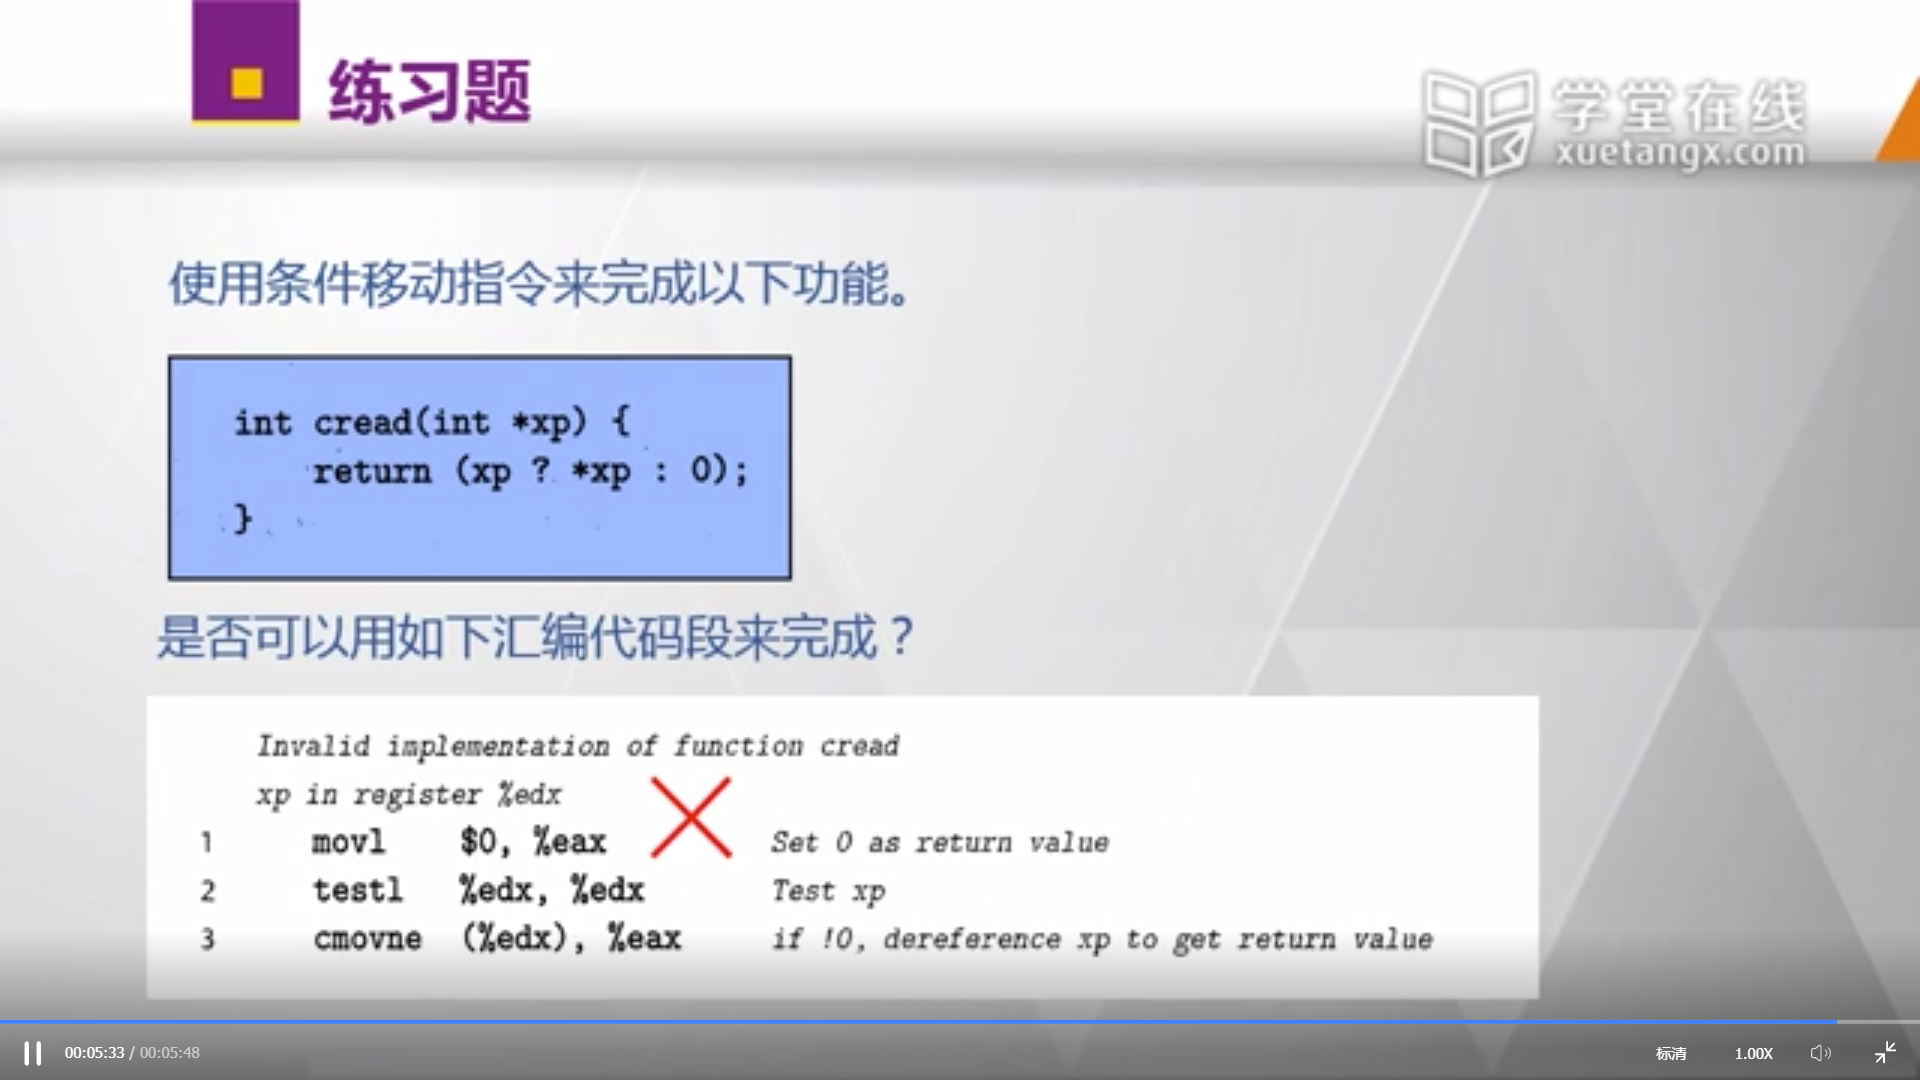 练习题
学堂在线
xuetangx.com
使用条件移动指令来完成以下功能。
int cread(int *xp) {
return (xp ? *xp : 0);
}
是否可以用如下汇编代码段来完成？
Invalid implementation of function cread
xp in register %edx
1 movl $0, %eax Set 0 as return value
2 testl %edx, %edx Test xp
3 cmovne (%edx), %eax if !0, dereference xp to get return value
00:05:33 / 00:05:48 标清 1.00X